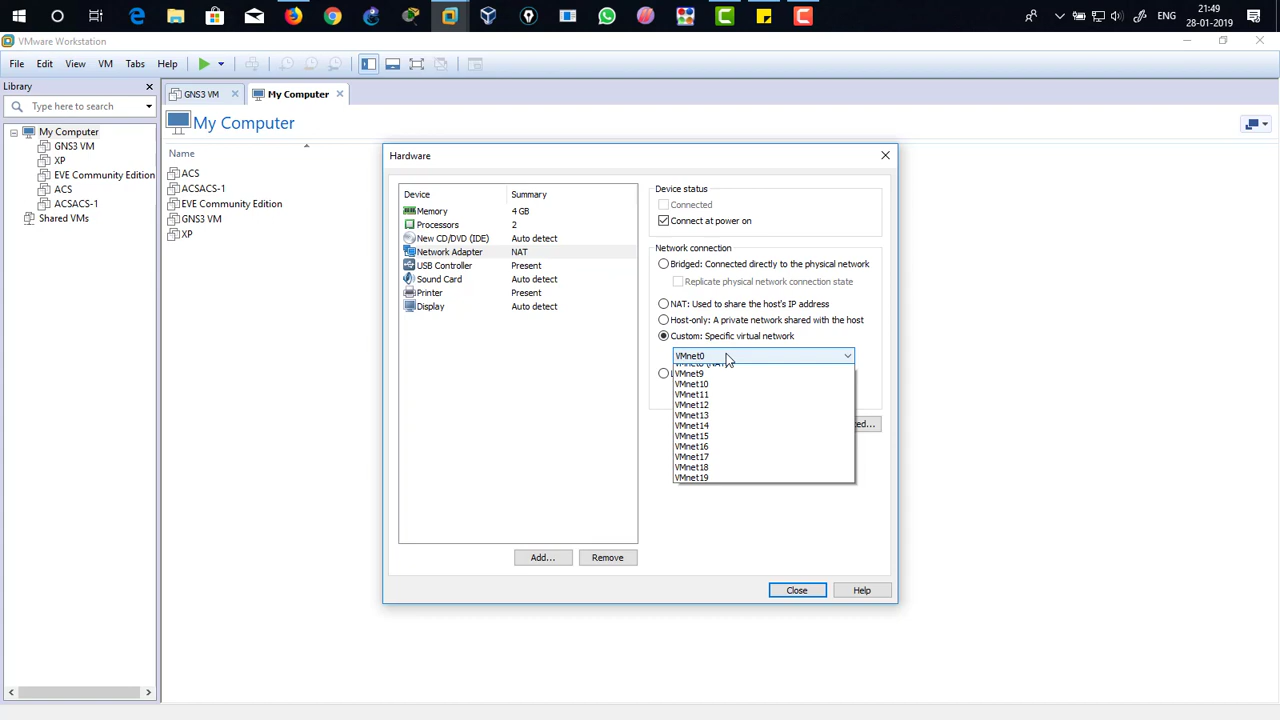 21:49
ENG
28-01-2019
VMware Workstation
File Edit View VM Tabs Help
Library
Type here to search
My Computer
GNS3 VM
XP
EVE Community Edition
ACS
ACSACS-1
Shared VMs
GNS3 VM
My Computer
My Computer
Name
ACS
ACSACS-1
EVE Community Edition
GNS3 VM
XP
Hardware
Device Summary
Memory 4 GB
Processors 2
New CD/DVD (IDE) Auto detect
Network Adapter NAT
USB Controller Present
Sound Card Auto detect
Printer Present
Display Auto detect
Add...
Remove
Device status
Connected
Connect at power on
Network connection
Bridged: Connected directly to the physical network
Replicate physical network connection state
NAT: Used to share the host's IP address
Host-only: A private network shared with the host
Custom: Specific virtual network
VMnet0
VMnet9
VMnet10
VMnet11
VMnet12
VMnet13
VMnet14
VMnet15
VMnet16
VMnet17
VMnet18
VMnet19
ed...
Close
Help